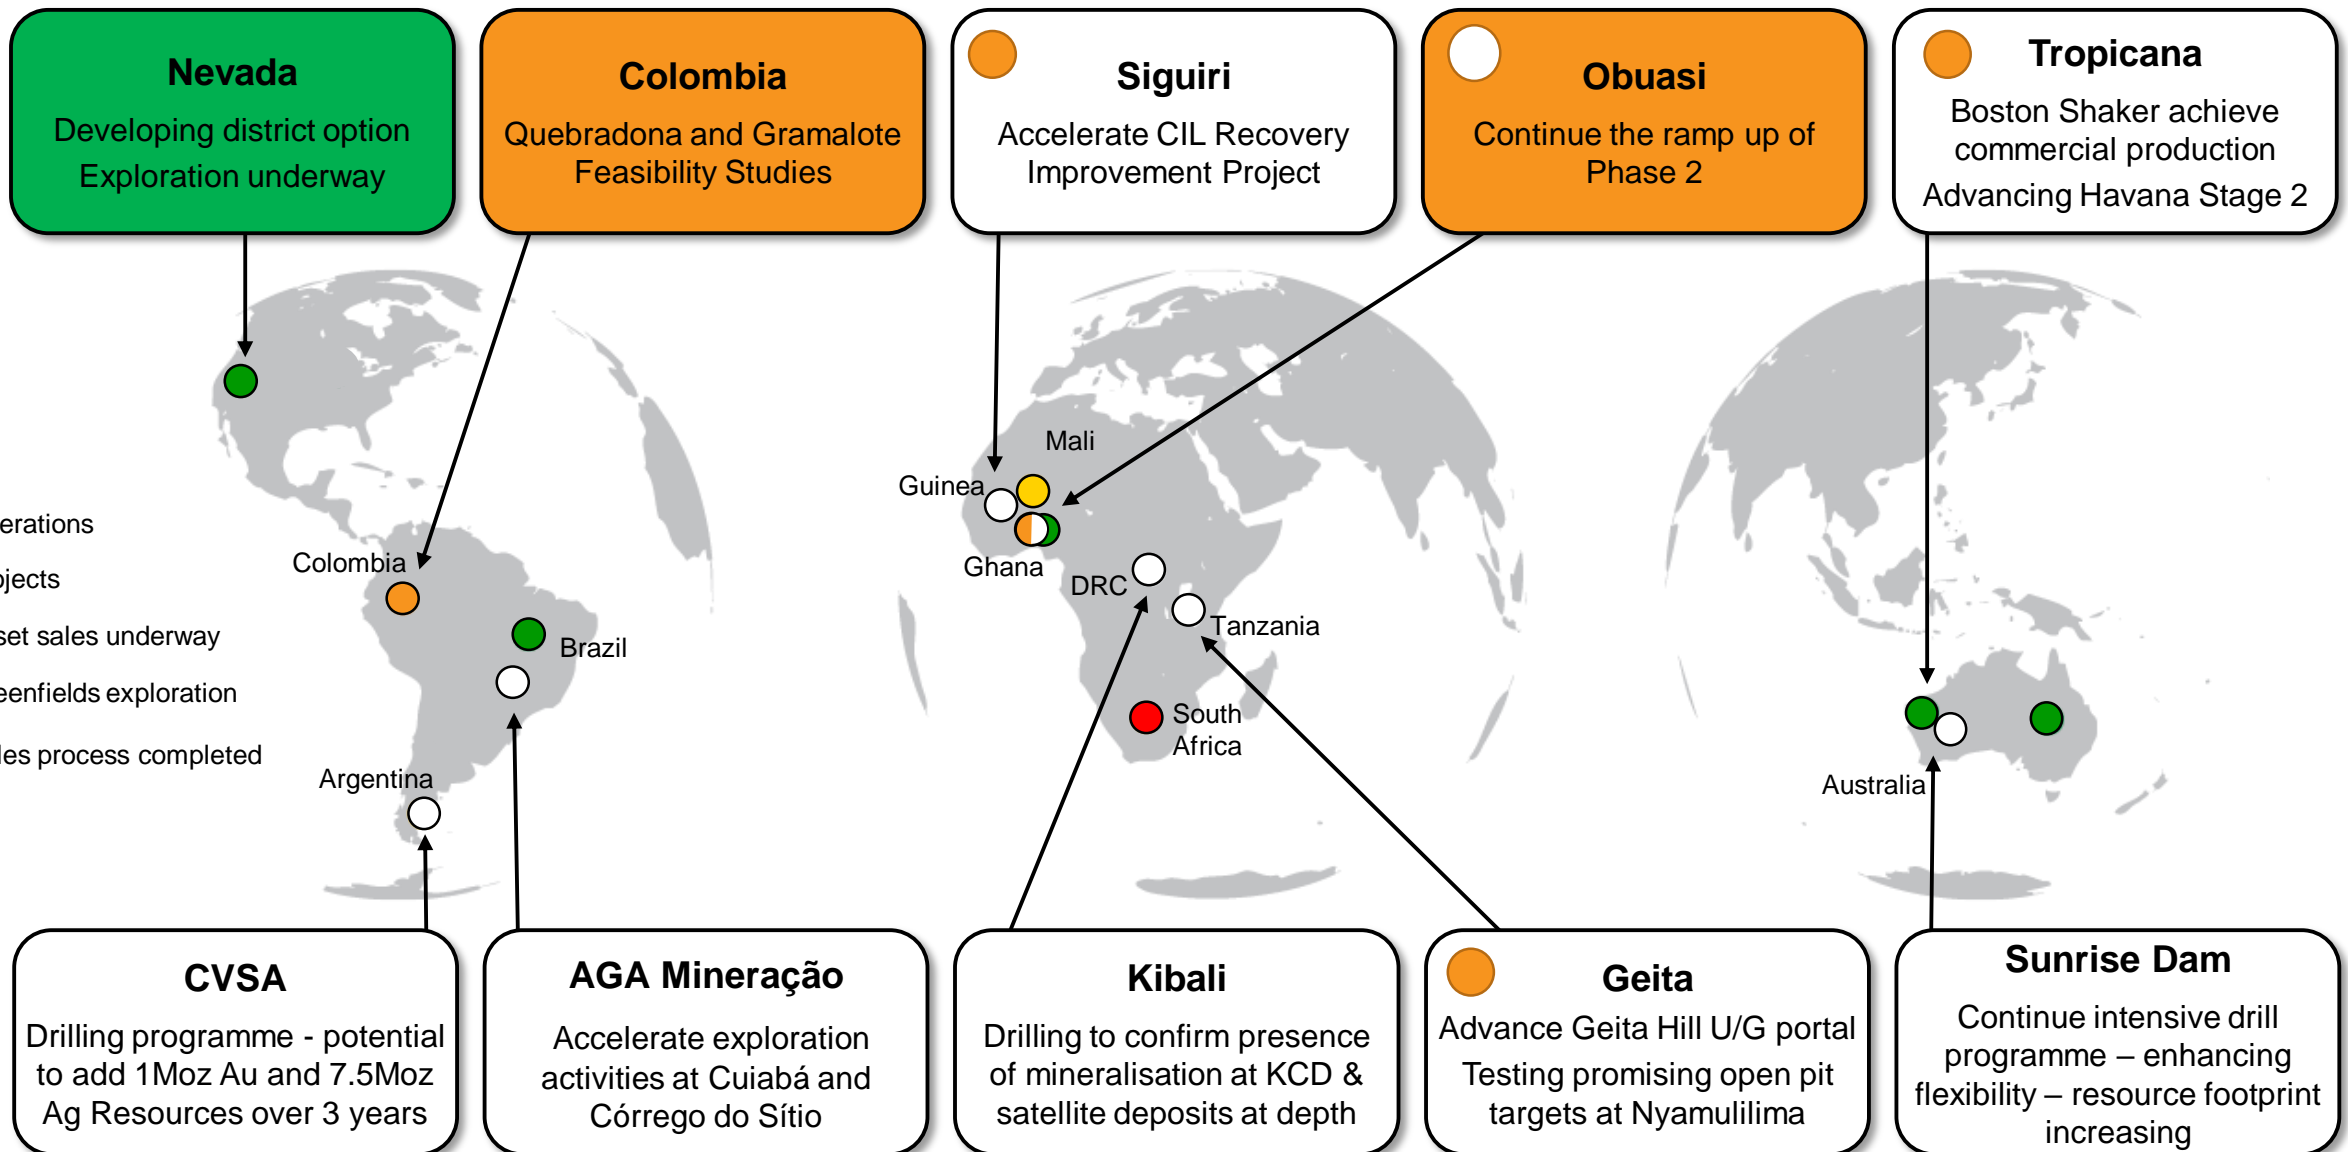 Nevada
Developing district option
Exploration underway
Colombia
Quebradona and Gramalote
Feasibility Studies
Siguiri
Accelerate CIL Recovery
Improvement Project
Obuasi
Continue the ramp up of
Phase 2
Tropicana
Boston Shaker achieve
commercial production
Advancing Havana Stage 2
erations
ojects
set sales underway
eenfields exploration
les process completed
Colombia
Brazil
Argentina
Mali
Guinea
Ghana
DRC
Tanzania
South
Africa
Australia
CVSA
Drilling programme - potential
to add 1Moz Au and 7.5Moz
Ag Resources over 3 years
AGA Mineração
Accelerate exploration
activities at Cuiabá and
Córrego do Sítio
Kibali
Drilling to confirm presence
of mineralisation at KCD &
satellite deposits at depth
Geita
Advance Geita Hill U/G portal
Testing promising open pit
targets at Nyamulilima
Sunrise Dam
Continue intensive drill
programme – enhancing
flexibility – resource footprint
increasing